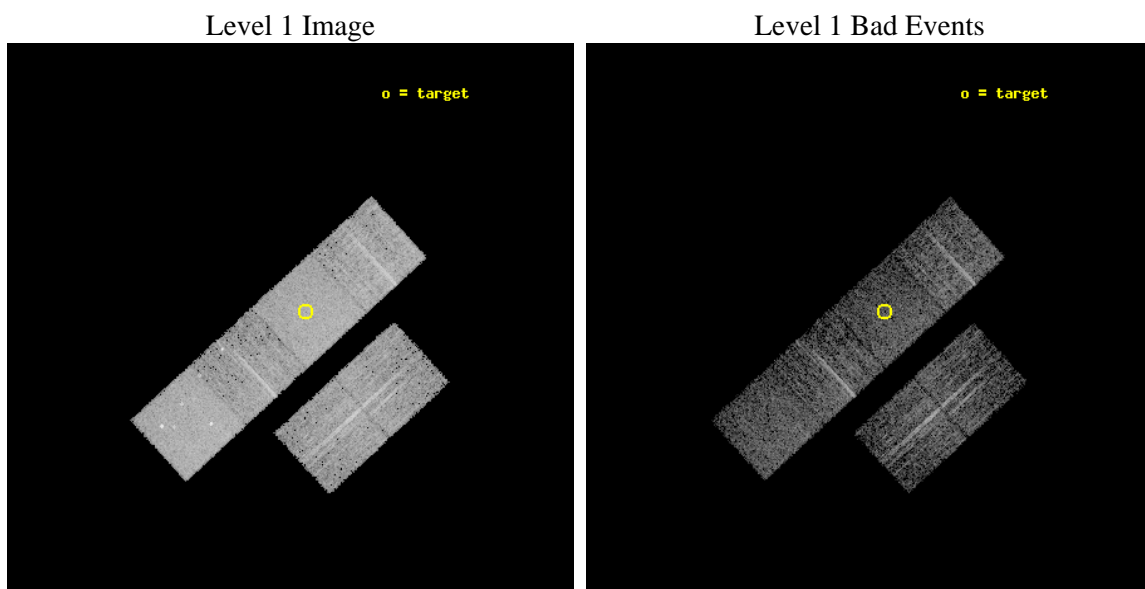 Level 1 Image
Level 1 Bad Events
o = target
o = target